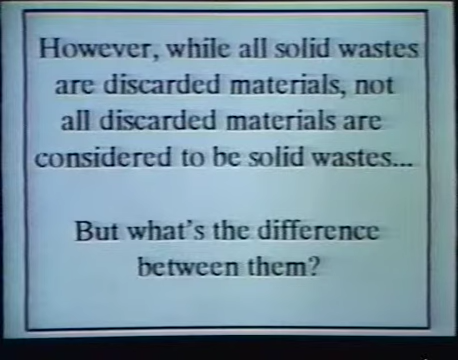 However, while all solid wastes
are discarded materials, not
all discarded materials are
considered to be solid wastes...
But what's the difference
between them?